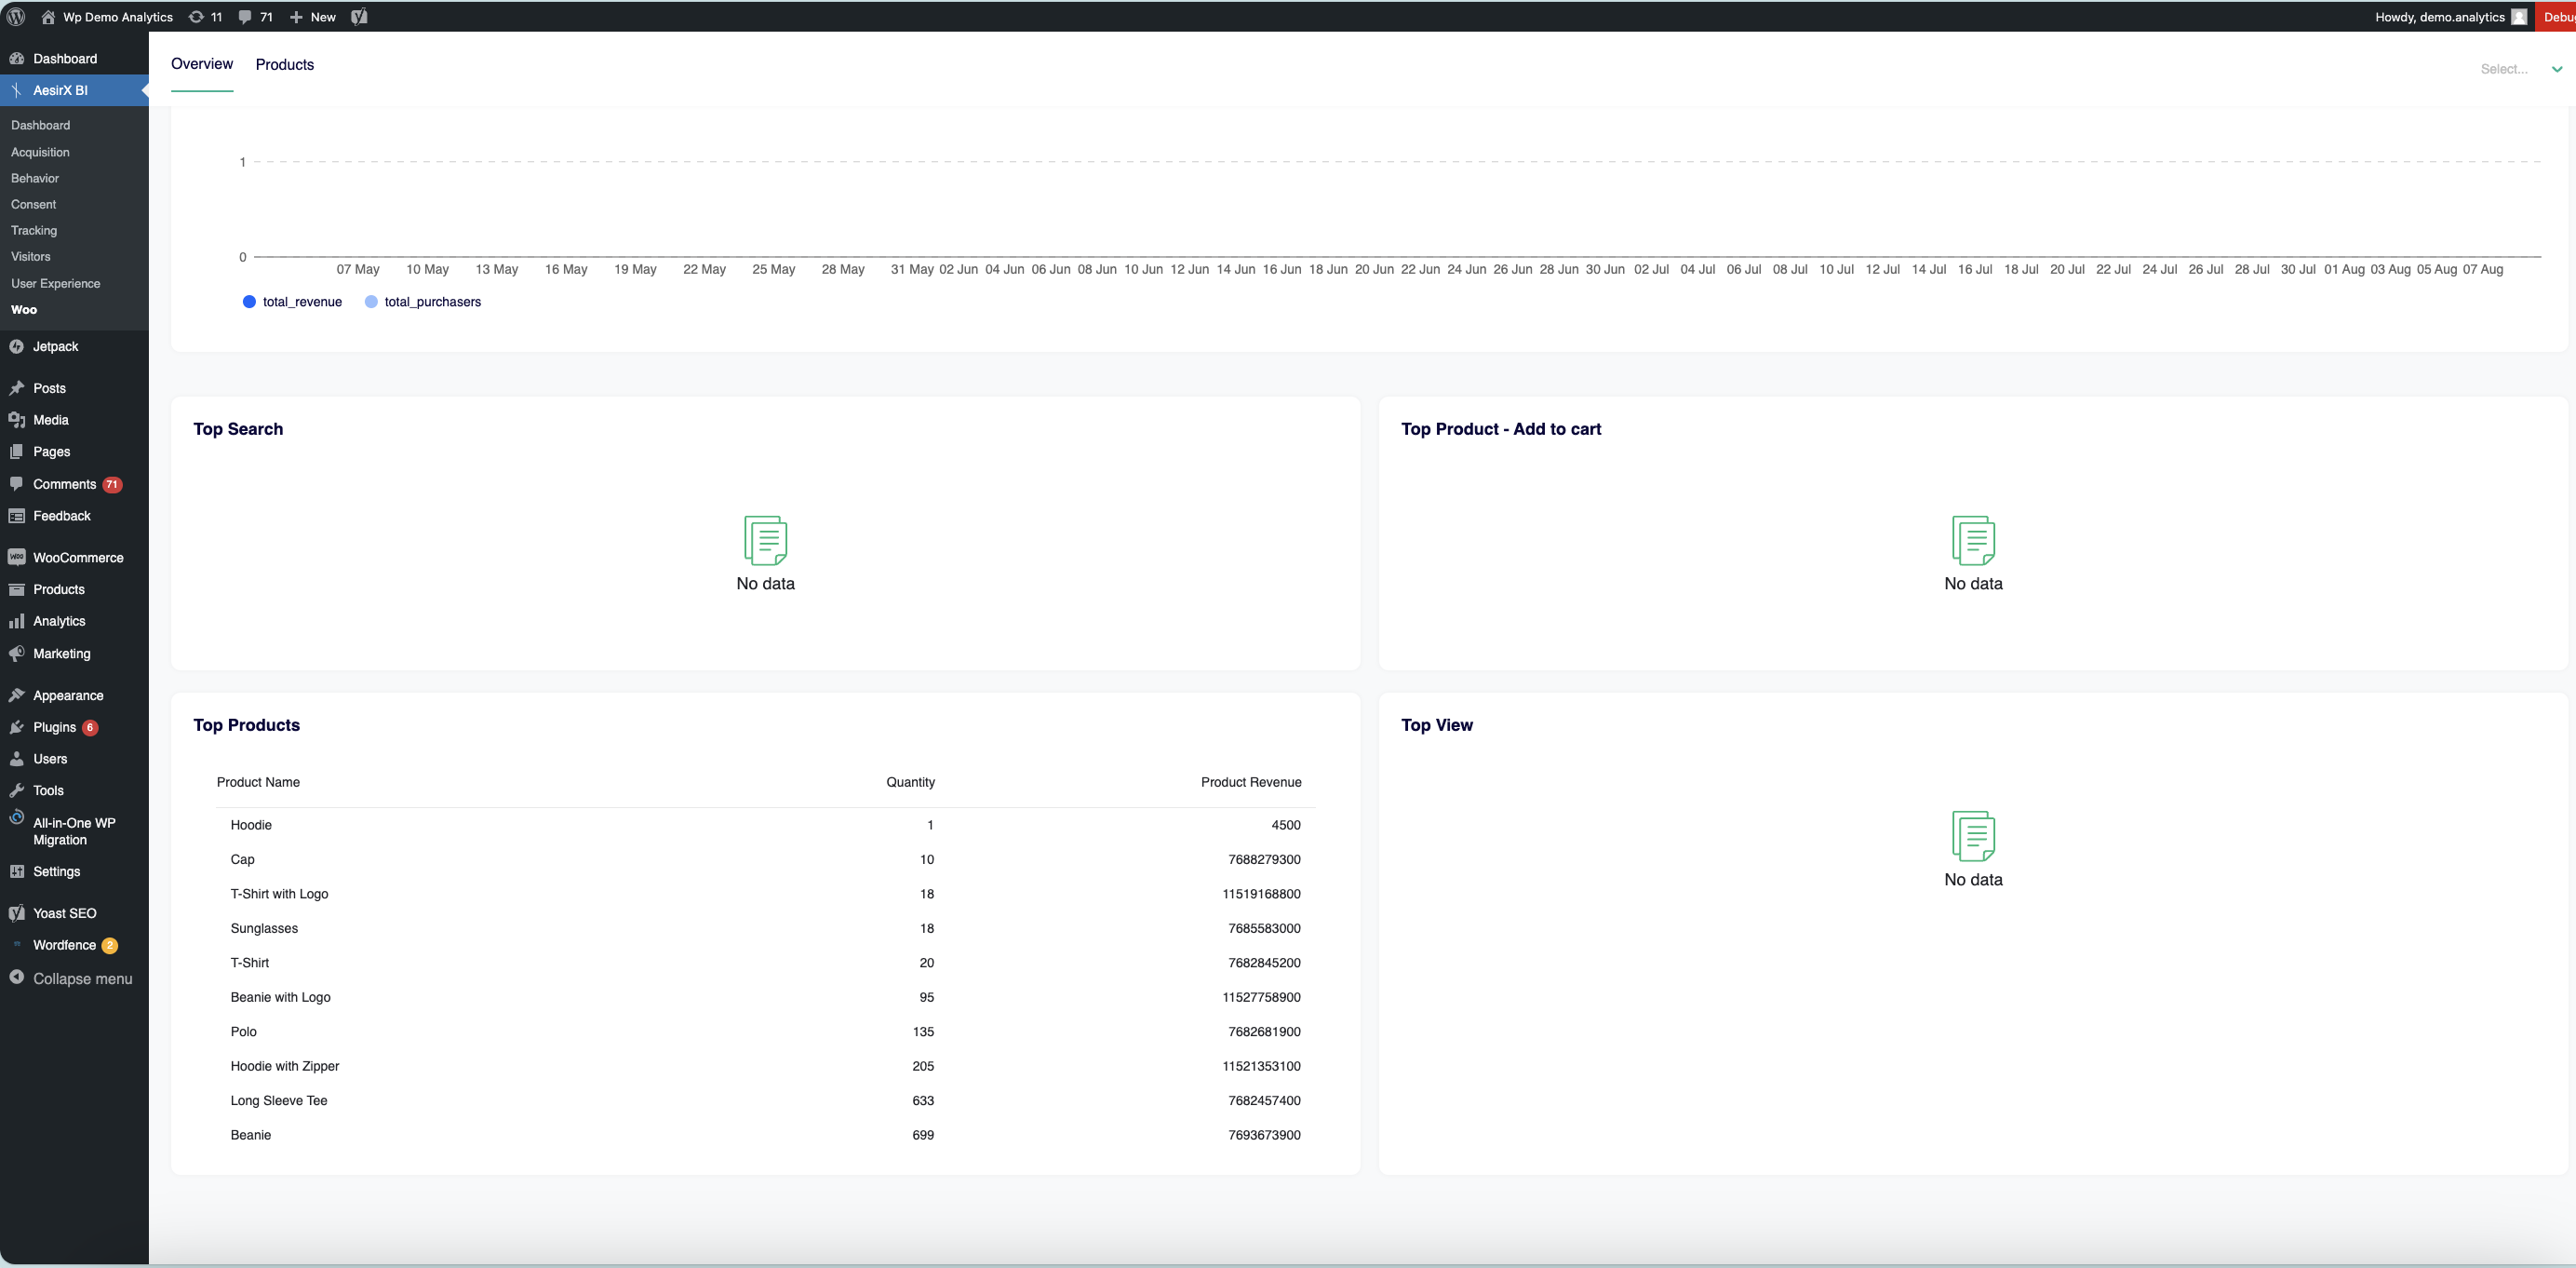 Wp Demo Analytics 11 71 New Howdy, demo.analytics
Dashboard
AesirX BI
Dashboard
Acquisition
Behavior
Consent
Tracking
Visitors
User Experience
Woo
Jetpack
Posts
Media
Pages
Comments 71
Feedback
WooCommerce
Products
Analytics
Marketing
Appearance
Plugins 6
Users
Tools
All-in-One WP
Migration
Settings
Yoast SEO
Wordfence 2
Collapse menu
Overview Products Select...
1
0
07 May 10 May 13 May 16 May 19 May 22 May 25 May 28 May 31 May 02 Jun 04 Jun 06 Jun 08 Jun 10 Jun 12 Jun 14 Jun 16 Jun 18 Jun 20 Jun 22 Jun 24 Jun 26 Jun 28 Jun 30 Jun 02 Jul 04 Jul 06 Jul 08 Jul 10 Jul 12 Jul 14 Jul 16 Jul 18 Jul 20 Jul 22 Jul 24 Jul 26 Jul 28 Jul 30 Jul 01 Aug 03 Aug 05 Aug 07 Aug
total_revenue total_purchasers
Top Search
No data
Top Product - Add to cart
No data
Top Products
Product Name Quantity Product Revenue
Hoodie 1 4500
Cap 10 7688279300
T-Shirt with Logo 18 11519168800
Sunglasses 18 7685583000
T-Shirt 20 7682845200
Beanie with Logo 95 11527758900
Polo 135 7682681900
Hoodie with Zipper 205 11521353100
Long Sleeve Tee 633 7682457400
Beanie 699 7693673900
Top View
No data